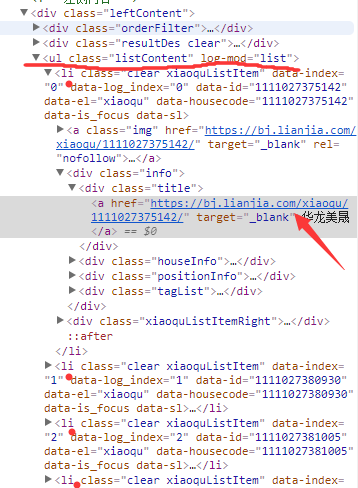 ▼<div class="leftContent">
▶<div class="orderFilter">…</div>
▶<div class="resultDes clear">…</div>
▼<ul class="listContent" log-mod="list">
▼<li class="clear xiaoquListItem" data-index=
"0" data-log_index="0" data-id="1111027375142"
data-el="xiaoqu" data-housecode="1111027375142"
data-is_focus data-sl>
▶<a class="img" href="https://bj.lianjia.com/
xiaoqu/1111027375142/" target="_blank" rel=
"nofollow">…</a>
▼<div class="info">
▼<div class="title">
<a href="https://bj.lianjia.com/xiaoqu/
1111027375142/" target="_blank">华龙美晟
</a> == $0
</div>
▶<div class="houseInfo">…</div>
▶<div class="positionInfo">…</div>
▶<div class="tagList">…</div>
</div>
▶<div class="xiaoquListItemRight">…</div>
::after
</li>
▶<li class="clear xiaoquListItem" data-index=
"1" data-log_index="1" data-id="1111027380930"
data-el="xiaoqu" data-housecode="1111027380930"
data-is_focus data-sl>…</li>
▶<li class="clear xiaoquListItem" data-index=
"2" data-log_index="2" data-id="1111027381005"
data-el="xiaoqu" data-housecode="1111027381005"
data-is_focus data-sl>…</li>
▶<li class="clear xiaoquListItem" data-index=